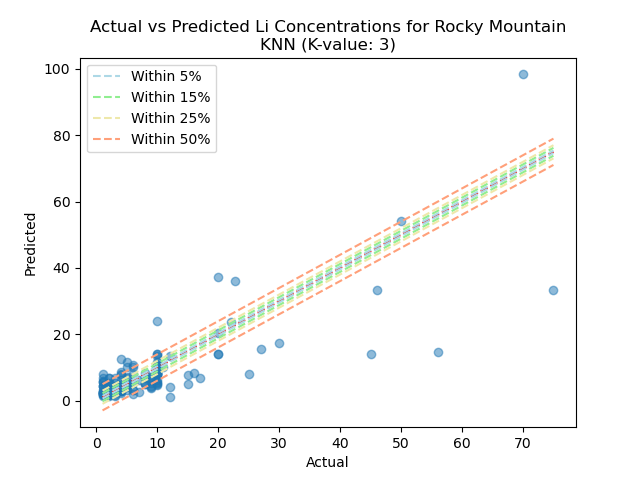 Actual vs Predicted Li Concentrations for Rocky Mountain
KNN (K-value: 3)
Within 5%
Within 15%
Within 25%
Within 50%
100
80
60
40
20
0
Predicted
0 10 20 30 40 50 60 70
Actual